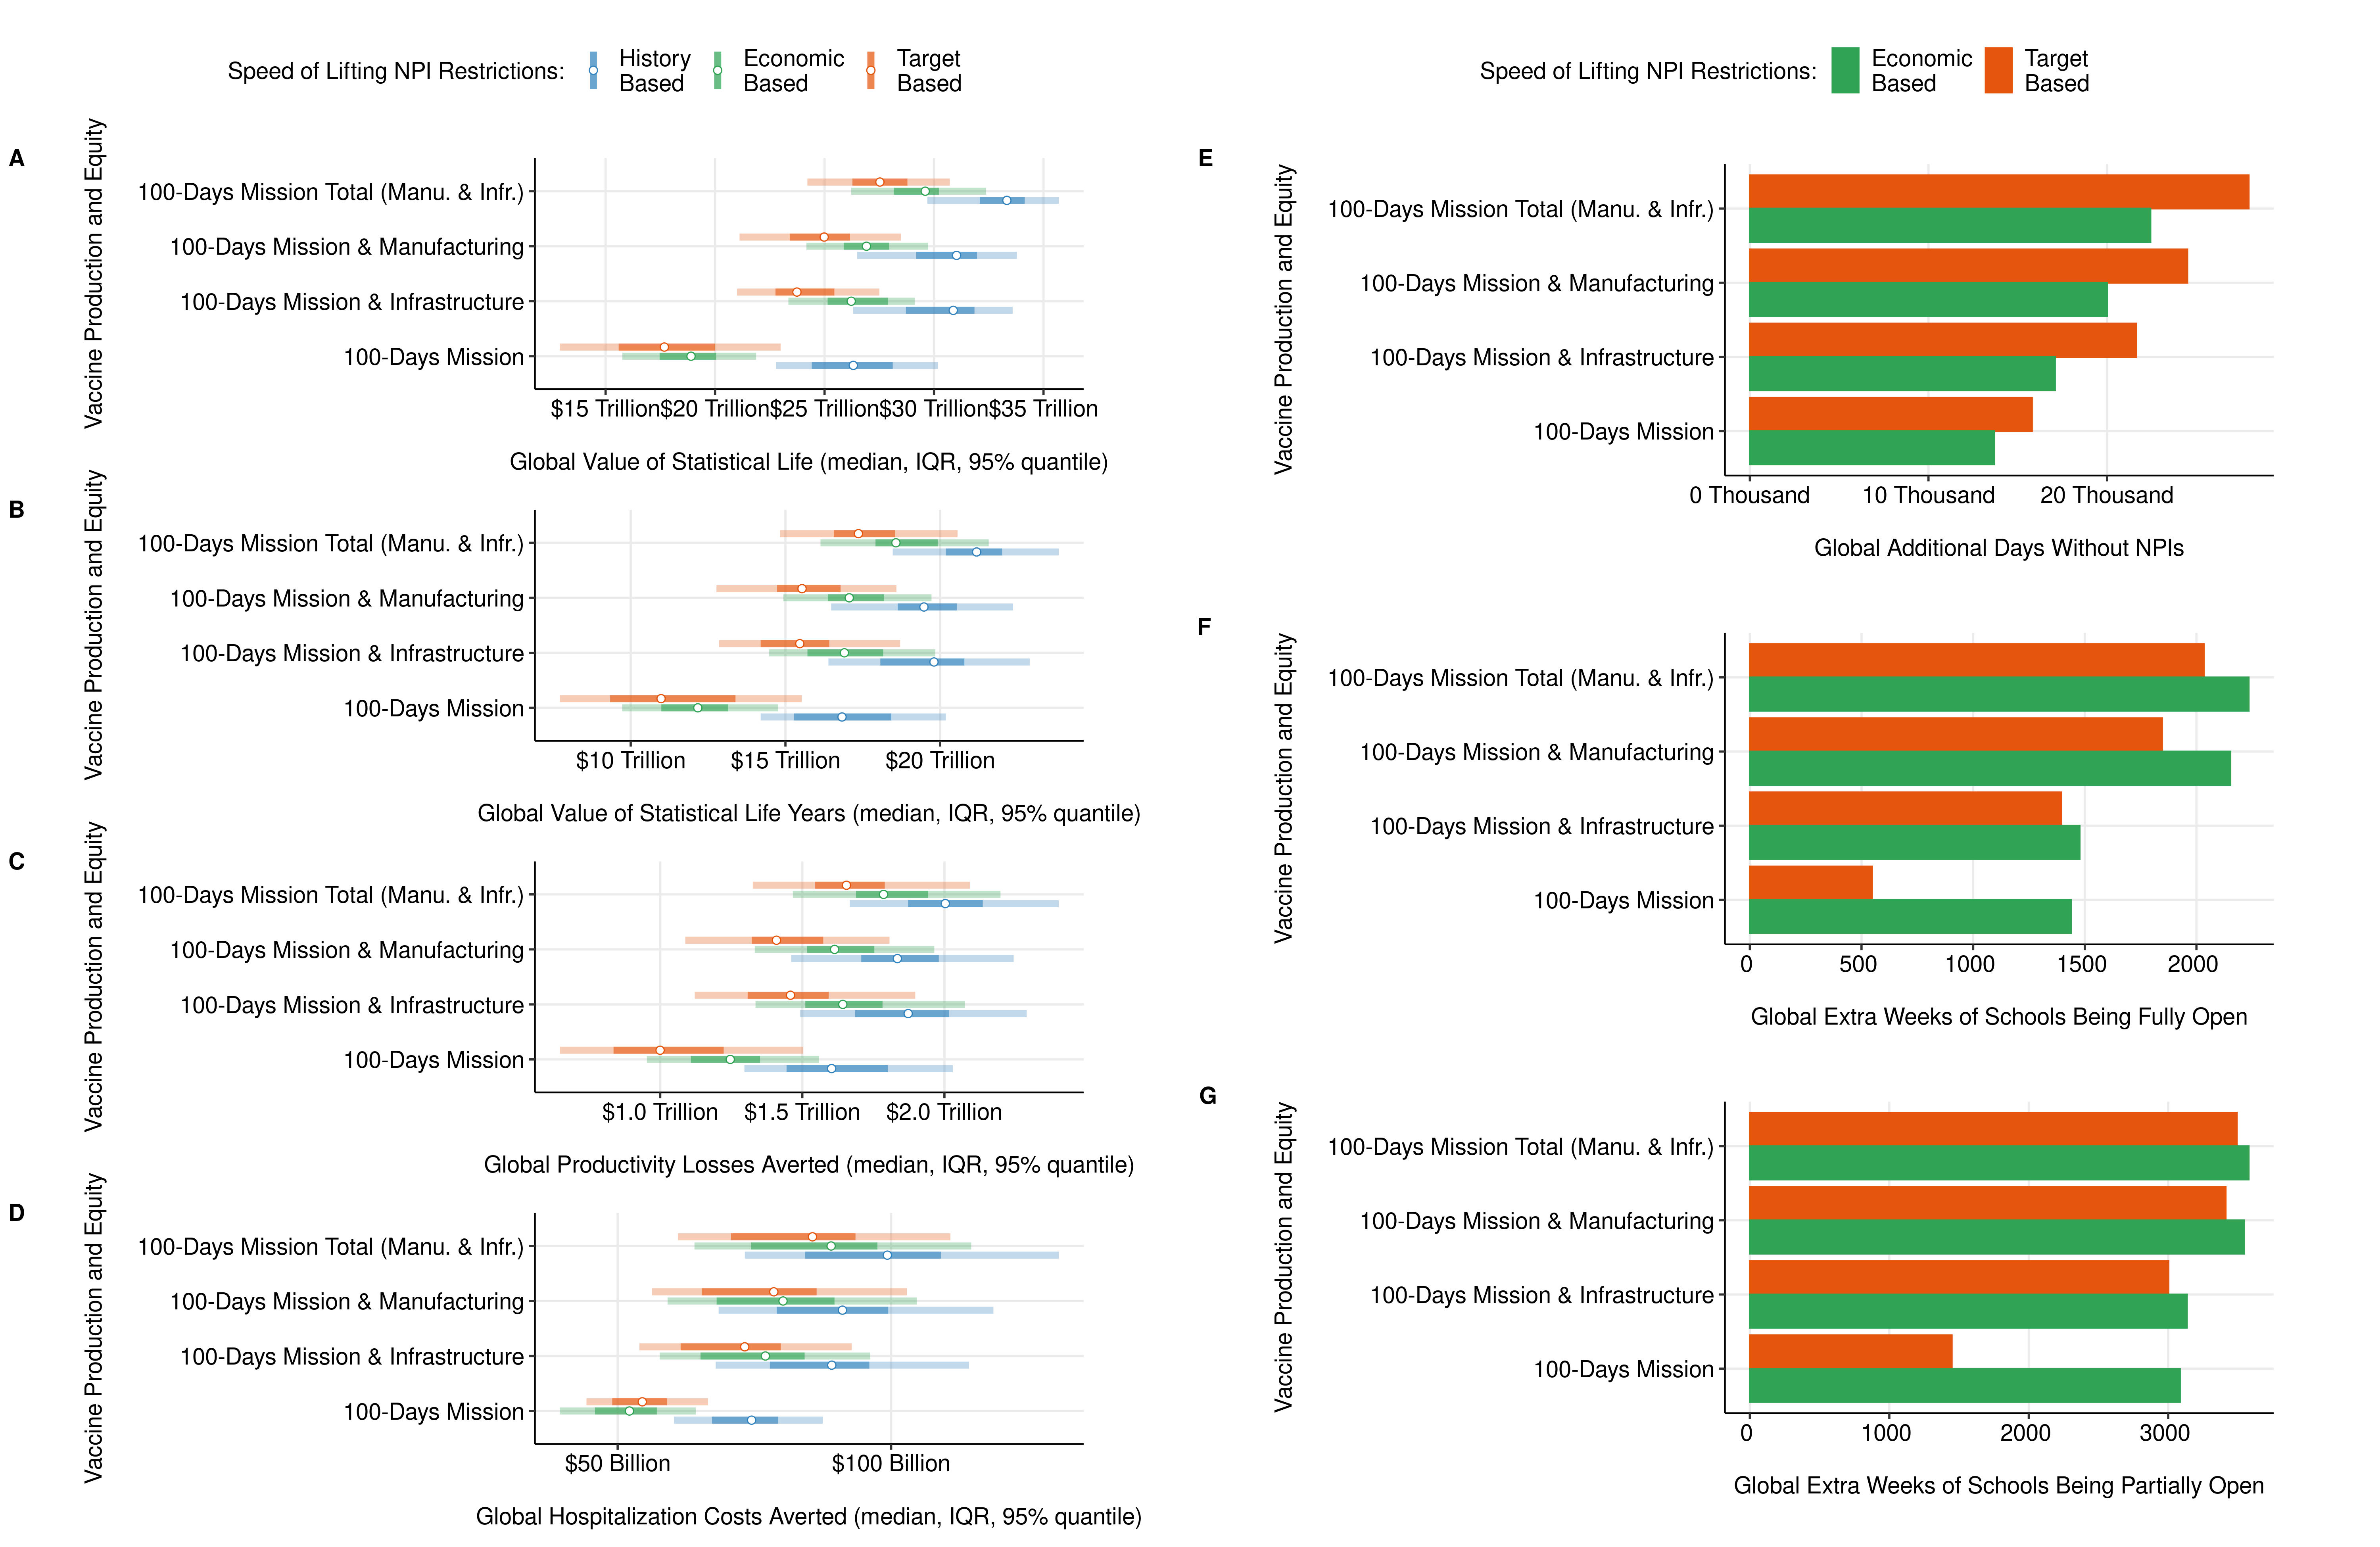 Speed of Lifting NPI Restrictions:
History
Based
Economic
Based
Target
Based
A
Vaccine Production and Equity
100-Days Mission Total (Manu. & Infr.)
100-Days Mission & Manufacturing
100-Days Mission & Infrastructure
100-Days Mission
$15 Trillion $20 Trillion $25 Trillion $30 Trillion $35 Trillion
Global Value of Statistical Life (median, IQR, 95% quantile)
B
Vaccine Production and Equity
100-Days Mission Total (Manu. & Infr.)
100-Days Mission & Manufacturing
100-Days Mission & Infrastructure
100-Days Mission
$10 Trillion $15 Trillion $20 Trillion
Global Value of Statistical Life Years (median, IQR, 95% quantile)
C
Vaccine Production and Equity
100-Days Mission Total (Manu. & Infr.)
100-Days Mission & Manufacturing
100-Days Mission & Infrastructure
100-Days Mission
$1.0 Trillion $1.5 Trillion $2.0 Trillion
Global Productivity Losses Averted (median, IQR, 95% quantile)
D
Vaccine Production and Equity
100-Days Mission Total (Manu. & Infr.)
100-Days Mission & Manufacturing
100-Days Mission & Infrastructure
100-Days Mission
$50 Billion $100 Billion
Global Hospitalization Costs Averted (median, IQR, 95% quantile)
Speed of Lifting NPI Restrictions:
Economic
Based
Target
Based
E
Vaccine Production and Equity
100-Days Mission Total (Manu. & Infr.)
100-Days Mission & Manufacturing
100-Days Mission & Infrastructure
100-Days Mission
0 Thousand 10 Thousand 20 Thousand
Global Additional Days Without NPIs
F
Vaccine Production and Equity
100-Days Mission Total (Manu. & Infr.)
100-Days Mission & Manufacturing
100-Days Mission & Infrastructure
100-Days Mission
0 500 1000 1500 2000
Global Extra Weeks of Schools Being Fully Open
G
Vaccine Production and Equity
100-Days Mission Total (Manu. & Infr.)
100-Days Mission & Manufacturing
100-Days Mission & Infrastructure
100-Days Mission
0 1000 2000 3000
Global Extra Weeks of Schools Being Partially Open